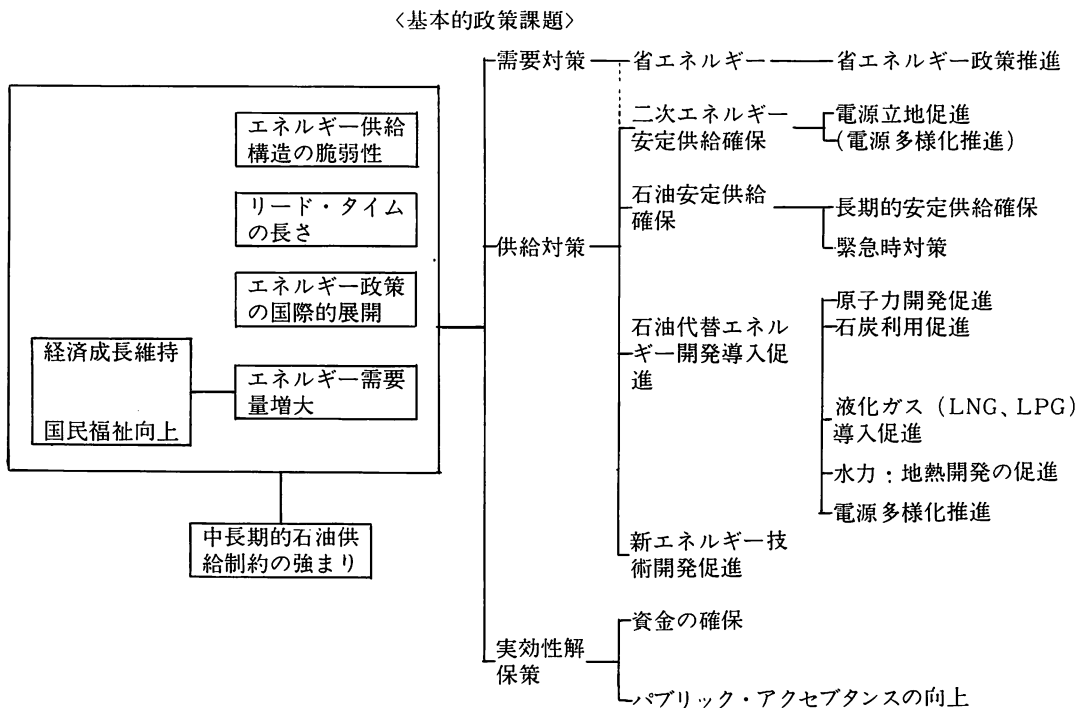 〈基本的政策課題〉
エネルギー供給
構造の脆弱性
リード・タイム
の長さ
エネルギー政策
の国際的展開
経済成長維持
国民福祉向上
エネルギー需要
量増大
中長期的石油供
給制約の強まり
需要対策
省エネルギー
省エネルギー政策推進
供給対策
二次エネルギー
安定供給確保
電源立地促進
(電源多様化推進)
石油安定供給
確保
長期的安定供給確保
緊急時対策
石油代替エネル
ギー開発導入促
進
原子力開発促進
石炭利用促進
液化ガス (LNG、LPG)
導入促進
水力・地熱開発の促進
電源多様化推進
新エネルギー技
術開発促進
実効性解
保策
資金の確保
パブリック・アクセプタンスの向上